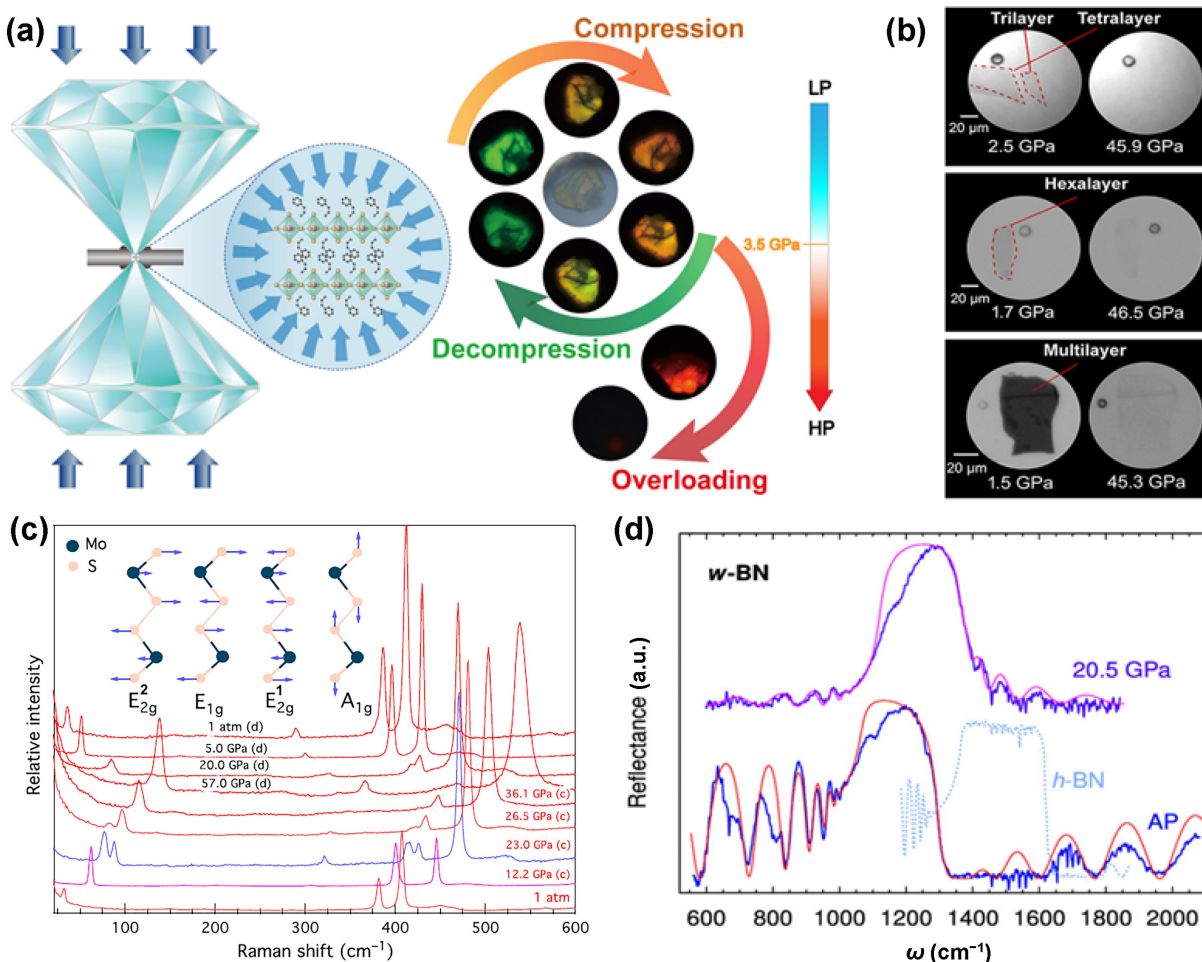 (a)
Compression
Decompression
Overloading
LP
3.5 GPa
HP
(b)
Trilayer Tetralayer
20 μm
2.5 GPa 45.9 GPa
Hexalayer
20 μm
1.7 GPa 46.5 GPa
Multilayer
20 μm
1.5 GPa 45.3 GPa
(c)
Mo
S
E²₂g E₁g E¹₂g A₁g
1 atm (d)
5.0 GPa (d)
20.0 GPa (d)
57.0 GPa (d)
36.1 GPa (c)
26.5 GPa (c)
23.0 GPa (c)
12.2 GPa (c)
1 atm
Relative intensity
100 200 300 400 500 600
Raman shift (cm⁻¹)
(d)
w-BN
20.5 GPa
h-BN
AP
Reflectance (a.u.)
600 800 1000 1200 1400 1600 1800 2000
ω (cm⁻¹)